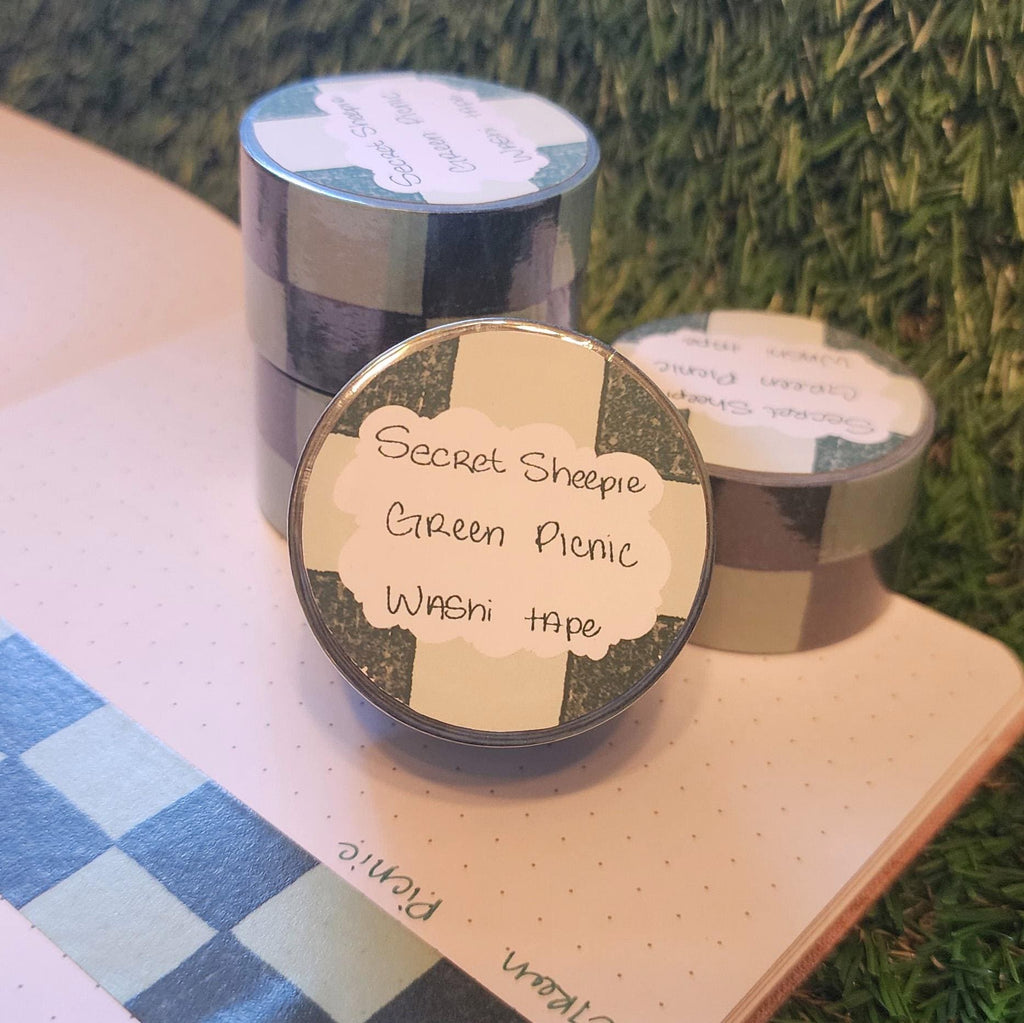 Secret Sheepie
Green Picnic
Washi tape
Secret Sheepie
Green Picnic
Washi tape
Secret Sheepie
Green Picnic
Washi tape
Green
Picnic